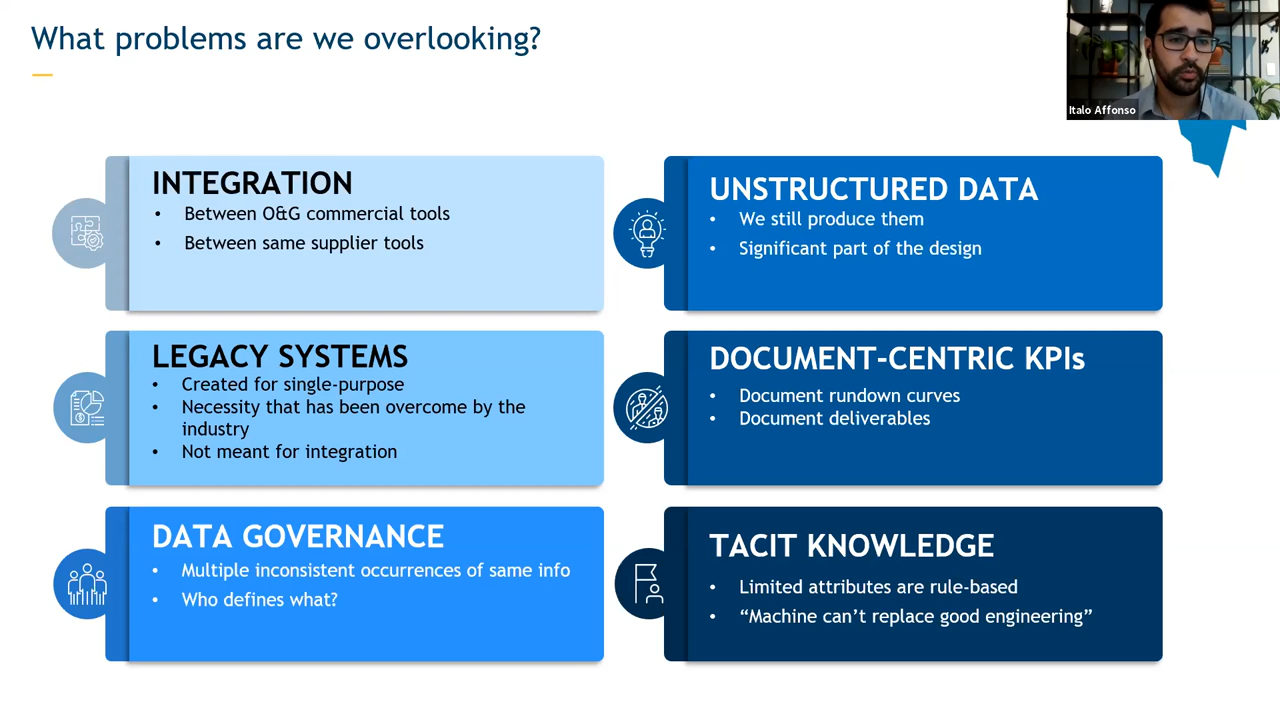 What problems are we overlooking?
Italo Affonso
INTEGRATION
• Between O&G commercial tools
• Between same supplier tools
UNSTRUCTURED DATA
• We still produce them
• Significant part of the design
LEGACY SYSTEMS
• Created for single-purpose
• Necessity that has been overcome by the
industry
• Not meant for integration
DOCUMENT-CENTRIC KPIs
• Document rundown curves
• Document deliverables
DATA GOVERNANCE
• Multiple inconsistent occurrences of same info
• Who defines what?
TACIT KNOWLEDGE
• Limited attributes are rule-based
• “Machine can’t replace good engineering”